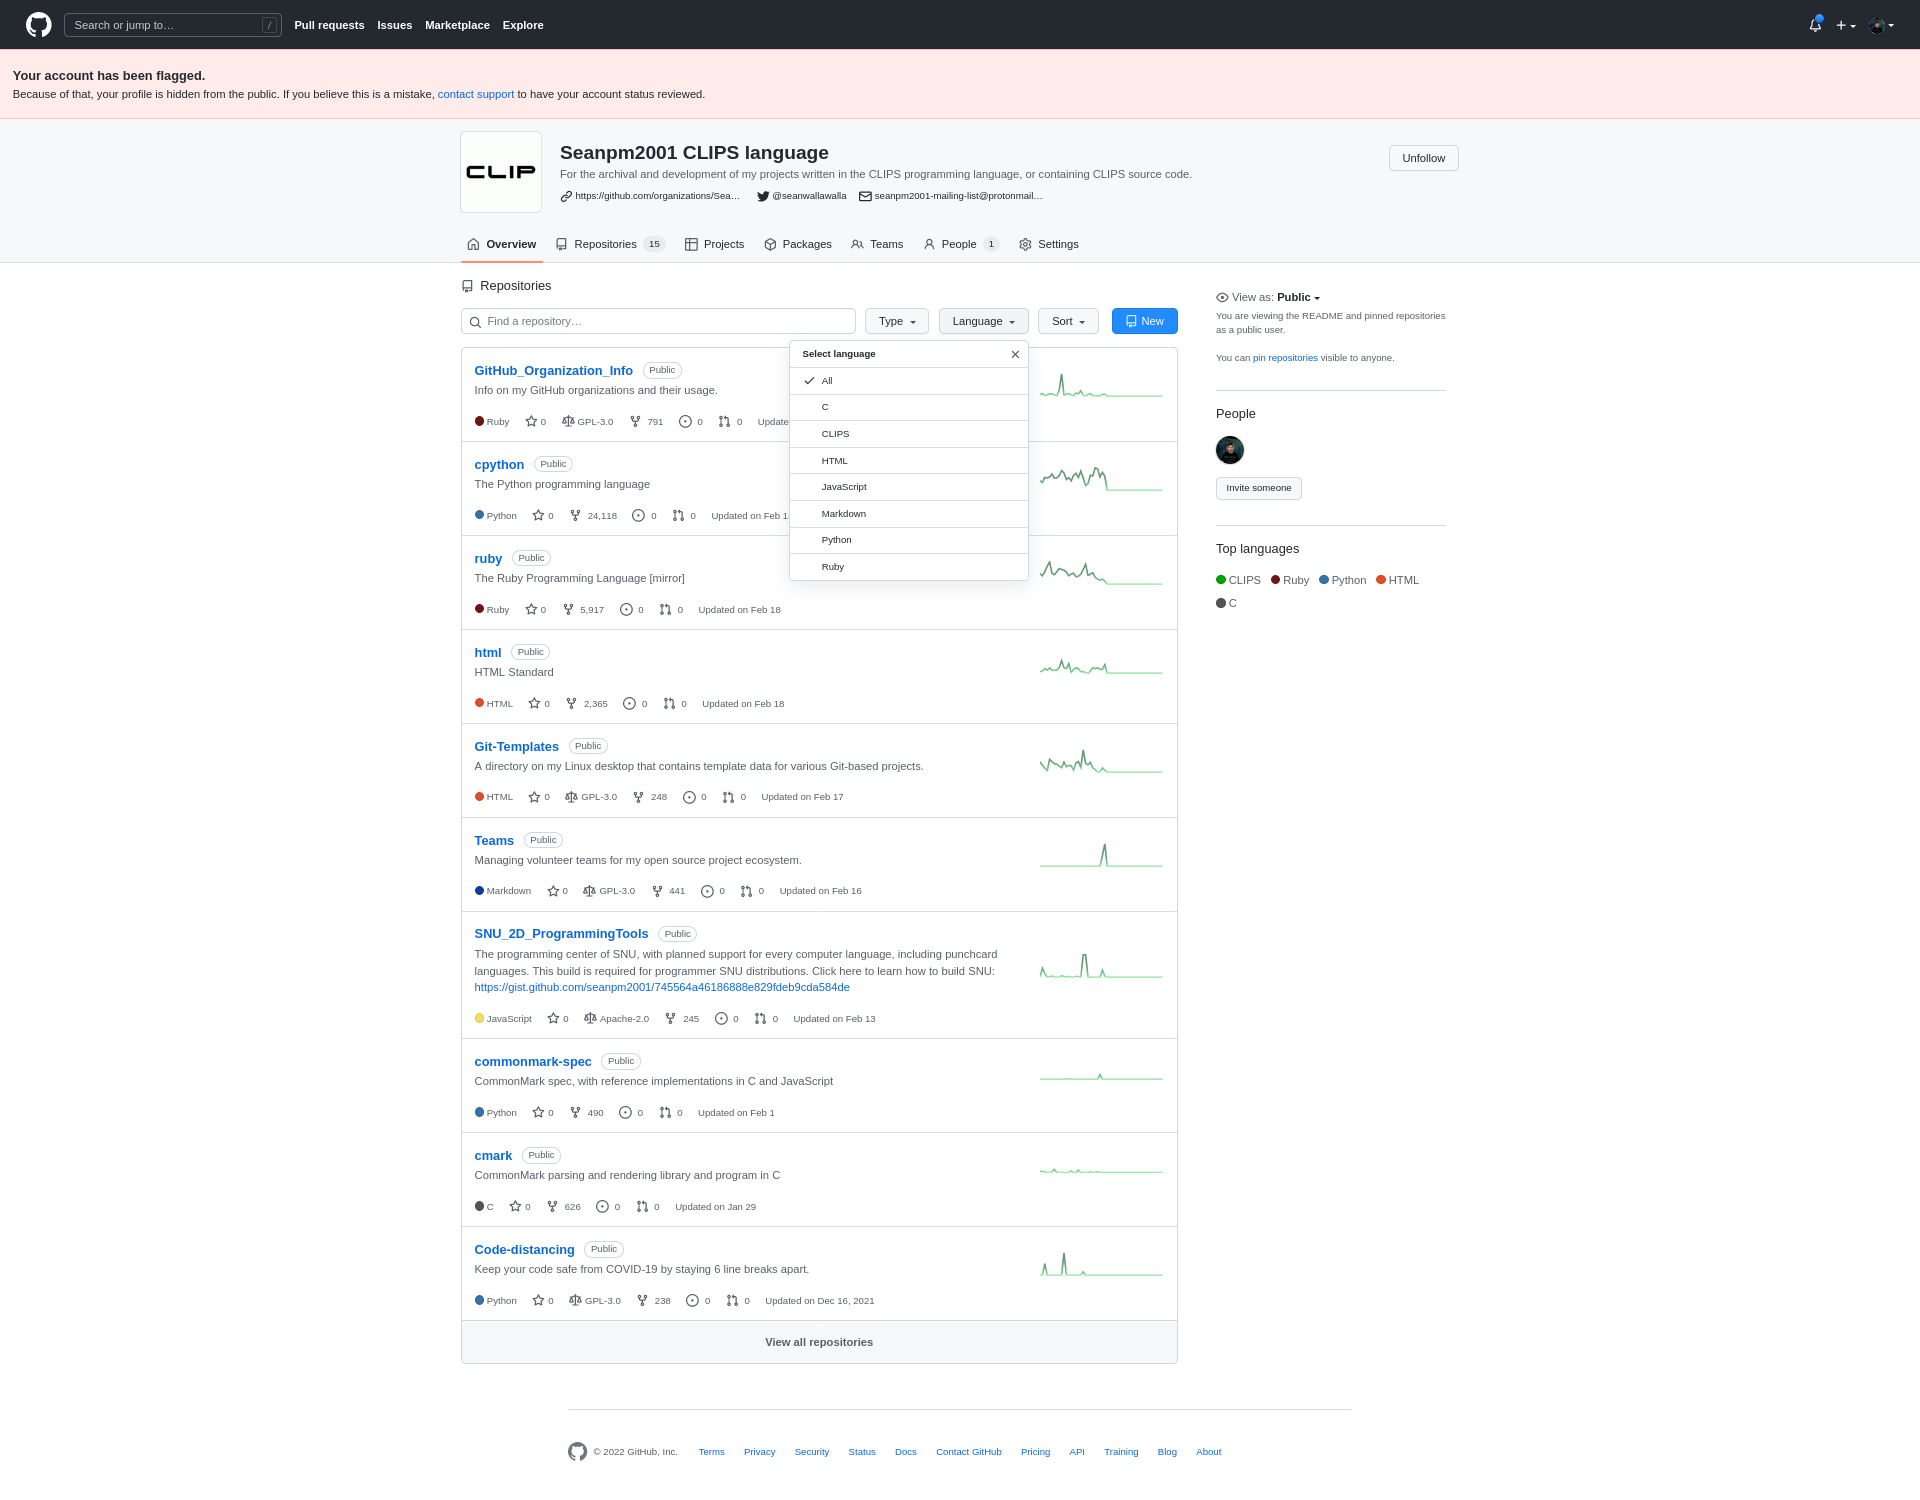 Search or jump to… /
Pull requests Issues Marketplace Explore
Your account has been flagged.
Because of that, your profile is hidden from the public. If you believe this is a mistake, contact support to have your account status reviewed.
CLIP
Seanpm2001 CLIPS language
For the archival and development of my projects written in the CLIPS programming language, or containing CLIPS source code.
https://github.com/organizations/Sea… @seanwallawalla seanpm2001-mailing-list@protonmail…
Unfollow
Overview Repositories 15 Projects Packages Teams People 1 Settings
Repositories
Find a repository… Type Language Sort New
Select language
All
C
CLIPS
HTML
JavaScript
Markdown
Python
Ruby
GitHub_Organization_Info Public
Info on my GitHub organizations and their usage.
Ruby 0 GPL-3.0 791 0 0 Update
cpython Public
The Python programming language
Python 0 24,118 0 0 Updated on Feb 1
ruby Public
The Ruby Programming Language [mirror]
Ruby 0 5,917 0 0 Updated on Feb 18
html Public
HTML Standard
HTML 0 2,365 0 0 Updated on Feb 18
Git-Templates Public
A directory on my Linux desktop that contains template data for various Git-based projects.
HTML 0 GPL-3.0 248 0 0 Updated on Feb 17
Teams Public
Managing volunteer teams for my open source project ecosystem.
Markdown 0 GPL-3.0 441 0 0 Updated on Feb 16
SNU_2D_ProgrammingTools Public
The programming center of SNU, with planned support for every computer language, including punchcard
languages. This build is required for programmer SNU distributions. Click here to learn how to build SNU:
https://gist.github.com/seanpm2001/745564a46186888e829fdeb9cda584de
JavaScript 0 Apache-2.0 245 0 0 Updated on Feb 13
commonmark-spec Public
CommonMark spec, with reference implementations in C and JavaScript
Python 0 490 0 0 Updated on Feb 1
cmark Public
CommonMark parsing and rendering library and program in C
C 0 626 0 0 Updated on Jan 29
Code-distancing Public
Keep your code safe from COVID-19 by staying 6 line breaks apart.
Python 0 GPL-3.0 238 0 0 Updated on Dec 16, 2021
View all repositories
View as: Public
You are viewing the README and pinned repositories
as a public user.
You can pin repositories visible to anyone.
People
Invite someone
Top languages
CLIPS Ruby Python HTML
C
© 2022 GitHub, Inc. Terms Privacy Security Status Docs Contact GitHub Pricing API Training Blog About